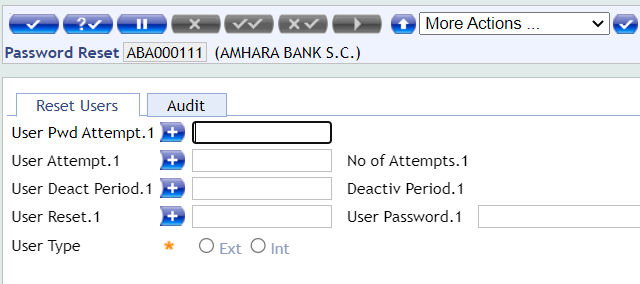 More Actions ...
Password Reset ABA000111 (AMHARA BANK S.C.)
Reset Users Audit
User Pwd Attempt.1
User Attempt.1 No of Attempts.1
User Deact Period.1 Deactiv Period.1
User Reset.1 User Password.1
User Type * Ext Int